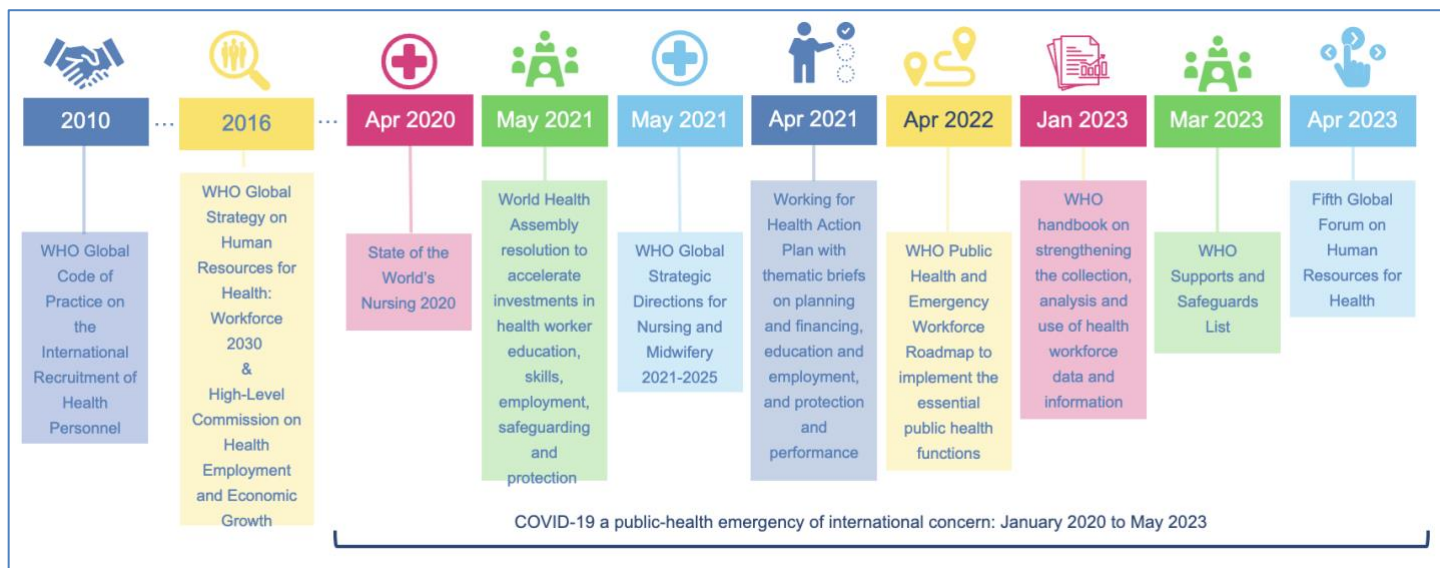 2010
...
2016
...
Apr 2020
May 2021
May 2021
Apr 2021
Apr 2022
Jan 2023
Mar 2023
Apr 2023
WHO Global
Code of
Practice on
the
International
Recruitment of
Health
Personnel
WHO Global
Strategy on
Human
Resources for
Health:
Workforce
2030
&
High-Level
Commission on
Health
Employment
and Economic
Growth
State of the
World's
Nursing 2020
World Health
Assembly
resolution to
accelerate
investments in
health worker
education,
skills,
employment,
safeguarding
and
protection
WHO Global
Strategic
Directions for
Nursing and
Midwifery
2021-2025
Working for
Health Action
Plan with
thematic briefs
on planning
and financing,
education and
employment,
and protection
and
performance
WHO Public
Health and
Emergency
Workforce
Roadmap to
implement the
essential
public health
functions
WHO
handbook on
strengthening
the collection,
analysis and
use of health
workforce
data and
information
WHO
Supports and
Safeguards
List
Fifth Global
Forum on
Human
Resources for
Health
COVID-19 a public-health emergency of international concern: January 2020 to May 2023